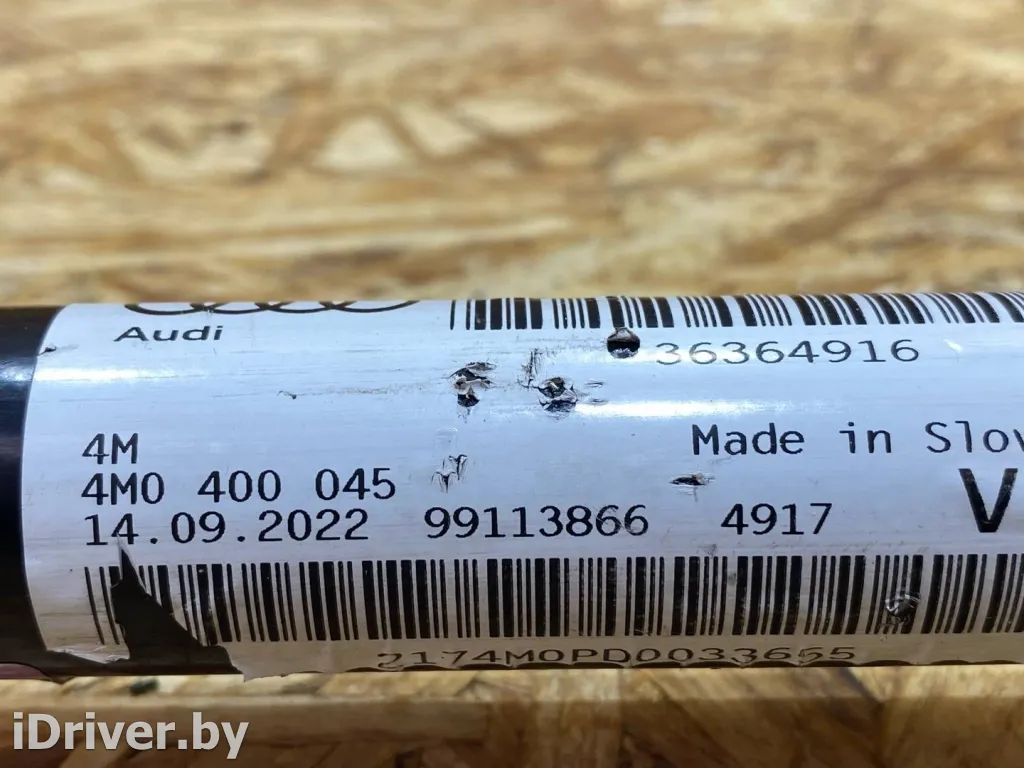 Audi
36364916
4M
Made in Slov
4M0 400 045
V
14.09.2022 99113866 4917
2174M0PD0033655
iDriver.by